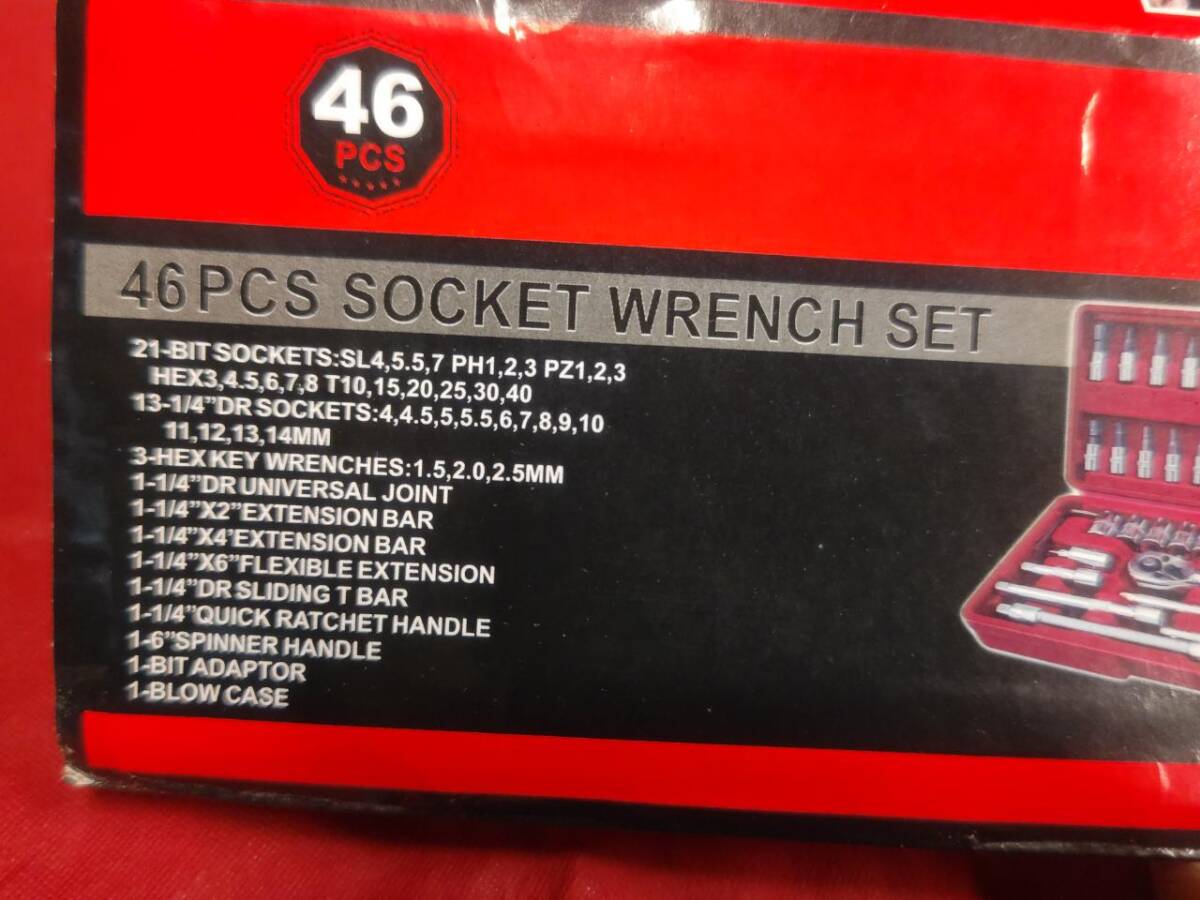 46
PCS
46PCS SOCKET WRENCH SET
21-BIT SOCKETS:SL4,5.5,7 PH1,2,3 PZ1,2,3
HEX3,4.5,6,7,8 T10,15,20,25,30,40
13-1/4”DR SOCKETS:4,4.5,5,5.5,6,7,8,9,10
11,12,13,14MM
3-HEX KEY WRENCHES:1.5,2.0,2.5MM
1-1/4”DR UNIVERSAL JOINT
1-1/4”X2”EXTENSION BAR
1-1/4”X4’EXTENSION BAR
1-1/4”X6”FLEXIBLE EXTENSION
1-1/4”DR SLIDING T BAR
1-1/4”QUICK RATCHET HANDLE
1-6”SPINNER HANDLE
1-BIT ADAPTOR
1-BLOW CASE